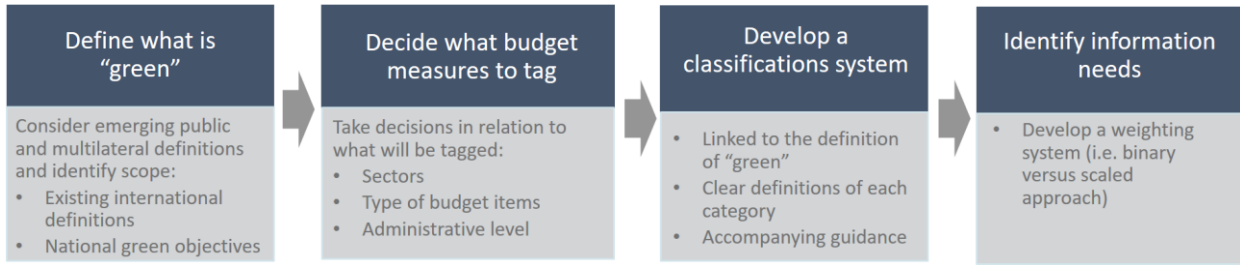 Define what is
“green”
Consider emerging public
and multilateral definitions
and identify scope:
• Existing international
definitions
• National green objectives
Decide what budget
measures to tag
Take decisions in relation to
what will be tagged:
• Sectors
• Type of budget items
• Administrative level
Develop a
classifications system
• Linked to the definition
of “green”
• Clear definitions of each
category
• Accompanying guidance
Identify information
needs
• Develop a weighting
system (i.e. binary
versus scaled
approach)